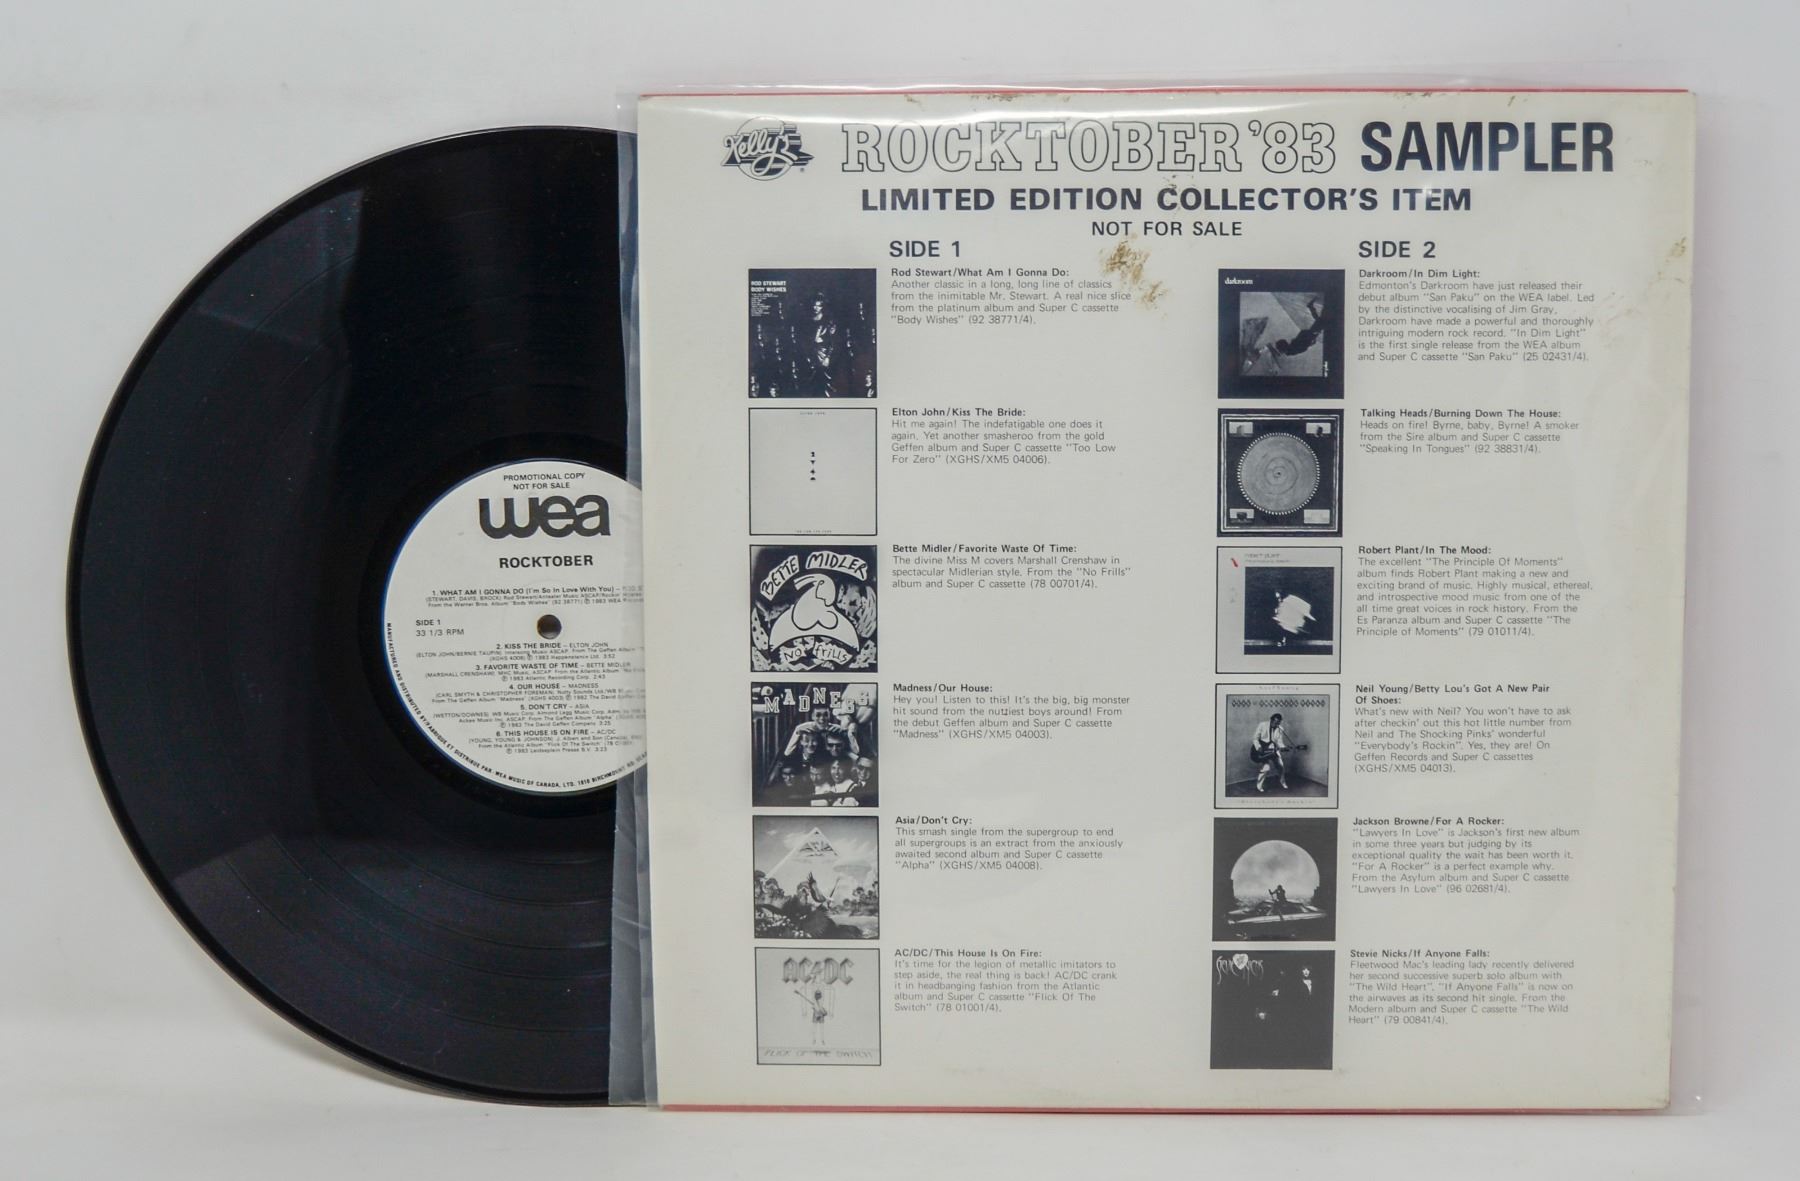 PROMOTIONAL COPY
NOT FOR SALE
wea
ROCKTOBER
1. WHAT AM I GONNA DO (I'm So In Love With You) –
SIDE 1
33 1/3 RPM
2. KISS THE BRIDE – ELTON JOHN
3. FAVORITE WASTE OF TIME – BETTE MIDLER
4. OUR HOUSE – MADNESS
5. DON'T CRY – ASIA
6. THIS HOUSE IS ON FIRE – AC/DC
Kelly's ROCKTOBER '83 SAMPLER
LIMITED EDITION COLLECTOR'S ITEM
NOT FOR SALE
SIDE 1
ROD STEWART
BODY WISHES
Rod Stewart/What Am I Gonna Do:
Another classic in a long, long line of classics
from the inimitable Mr. Stewart. A real nice slice
from the platinum album and Super C cassette
"Body Wishes" (92 38771/4).
Elton John/Kiss The Bride:
Hit me again! The indefatigable one does it
again. Yet another smasheroo from the gold
Geffen album and Super C cassette "Too Low
For Zero" (XGHS/XM5 04006).
BETTE MIDLER
NO FRILLS
Bette Midler/Favorite Waste Of Time:
The divine Miss M covers Marshall Crenshaw in
spectacular Midlerian style. From the "No Frills"
album and Super C cassette (78 00701/4).
MADNESS
Madness/Our House:
Hey you! Listen to this! It's the big, big monster
hit sound from the nuttiest boys around! From
the debut Geffen album and Super C cassette
"Madness" (XGHS/XM5 04003).
Asia/Don't Cry:
This smash single from the supergroup to end
all supergroups is an extract from the anxiously
awaited second album and Super C cassette
"Alpha" (XGHS/XM5 04008).
AC/DC
FLICK OF THE SWITCH
AC/DC/This House Is On Fire:
It's time for the legion of metallic imitators to
step aside, the real thing is back! AC/DC crank
it in headbanging fashion from the Atlantic
album and Super C cassette "Flick Of The
Switch" (78 01001/4).
SIDE 2
darkroom
Darkroom/In Dim Light:
Edmonton's Darkroom have just released their
debut album "San Paku" on the WEA label. Led
by the distinctive vocalising of Jim Gray,
Darkroom have made a powerful and thoroughly
intriguing modern rock record. "In Dim Light"
is the first single release from the WEA album
and Super C cassette "San Paku" (25 02431/4).
Talking Heads/Burning Down The House:
Heads on fire! Byrne, baby, Byrne! A smoker
from the Sire album and Super C cassette
"Speaking In Tongues" (92 38831/4).
Robert Plant/In The Mood:
The excellent "The Principle Of Moments"
album finds Robert Plant making a new and
exciting brand of music. Highly musical, ethereal,
and introspective mood music from one of the
all time great voices in rock history. From the
Es Paranza album and Super C cassette "The
Principle of Moments" (79 01011/4).
Neil Young/Betty Lou's Got A New Pair
Of Shoes:
What's new with Neil? You won't have to ask
after checkin' out this hot little number from
Neil and The Shocking Pinks' wonderful
"Everybody's Rockin". Yes, they are! On
Geffen Records and Super C cassettes
(XGHS/XM5 04013).
Jackson Browne/For A Rocker:
"Lawyers In Love" is Jackson's first new album
in some three years but judging by its
exceptional quality the wait has been worth it.
"For A Rocker" is a perfect example why.
From the Asylum album and Super C cassette
"Lawyers In Love" (96 02681/4).
Stevie Nicks/If Anyone Falls:
Fleetwood Mac's leading lady recently delivered
her second successive superb solo album with
"The Wild Heart". "If Anyone Falls" is now on
the airwaves as its second hit single. From the
Modern album and Super C cassette "The Wild
Heart" (79 00841/4).